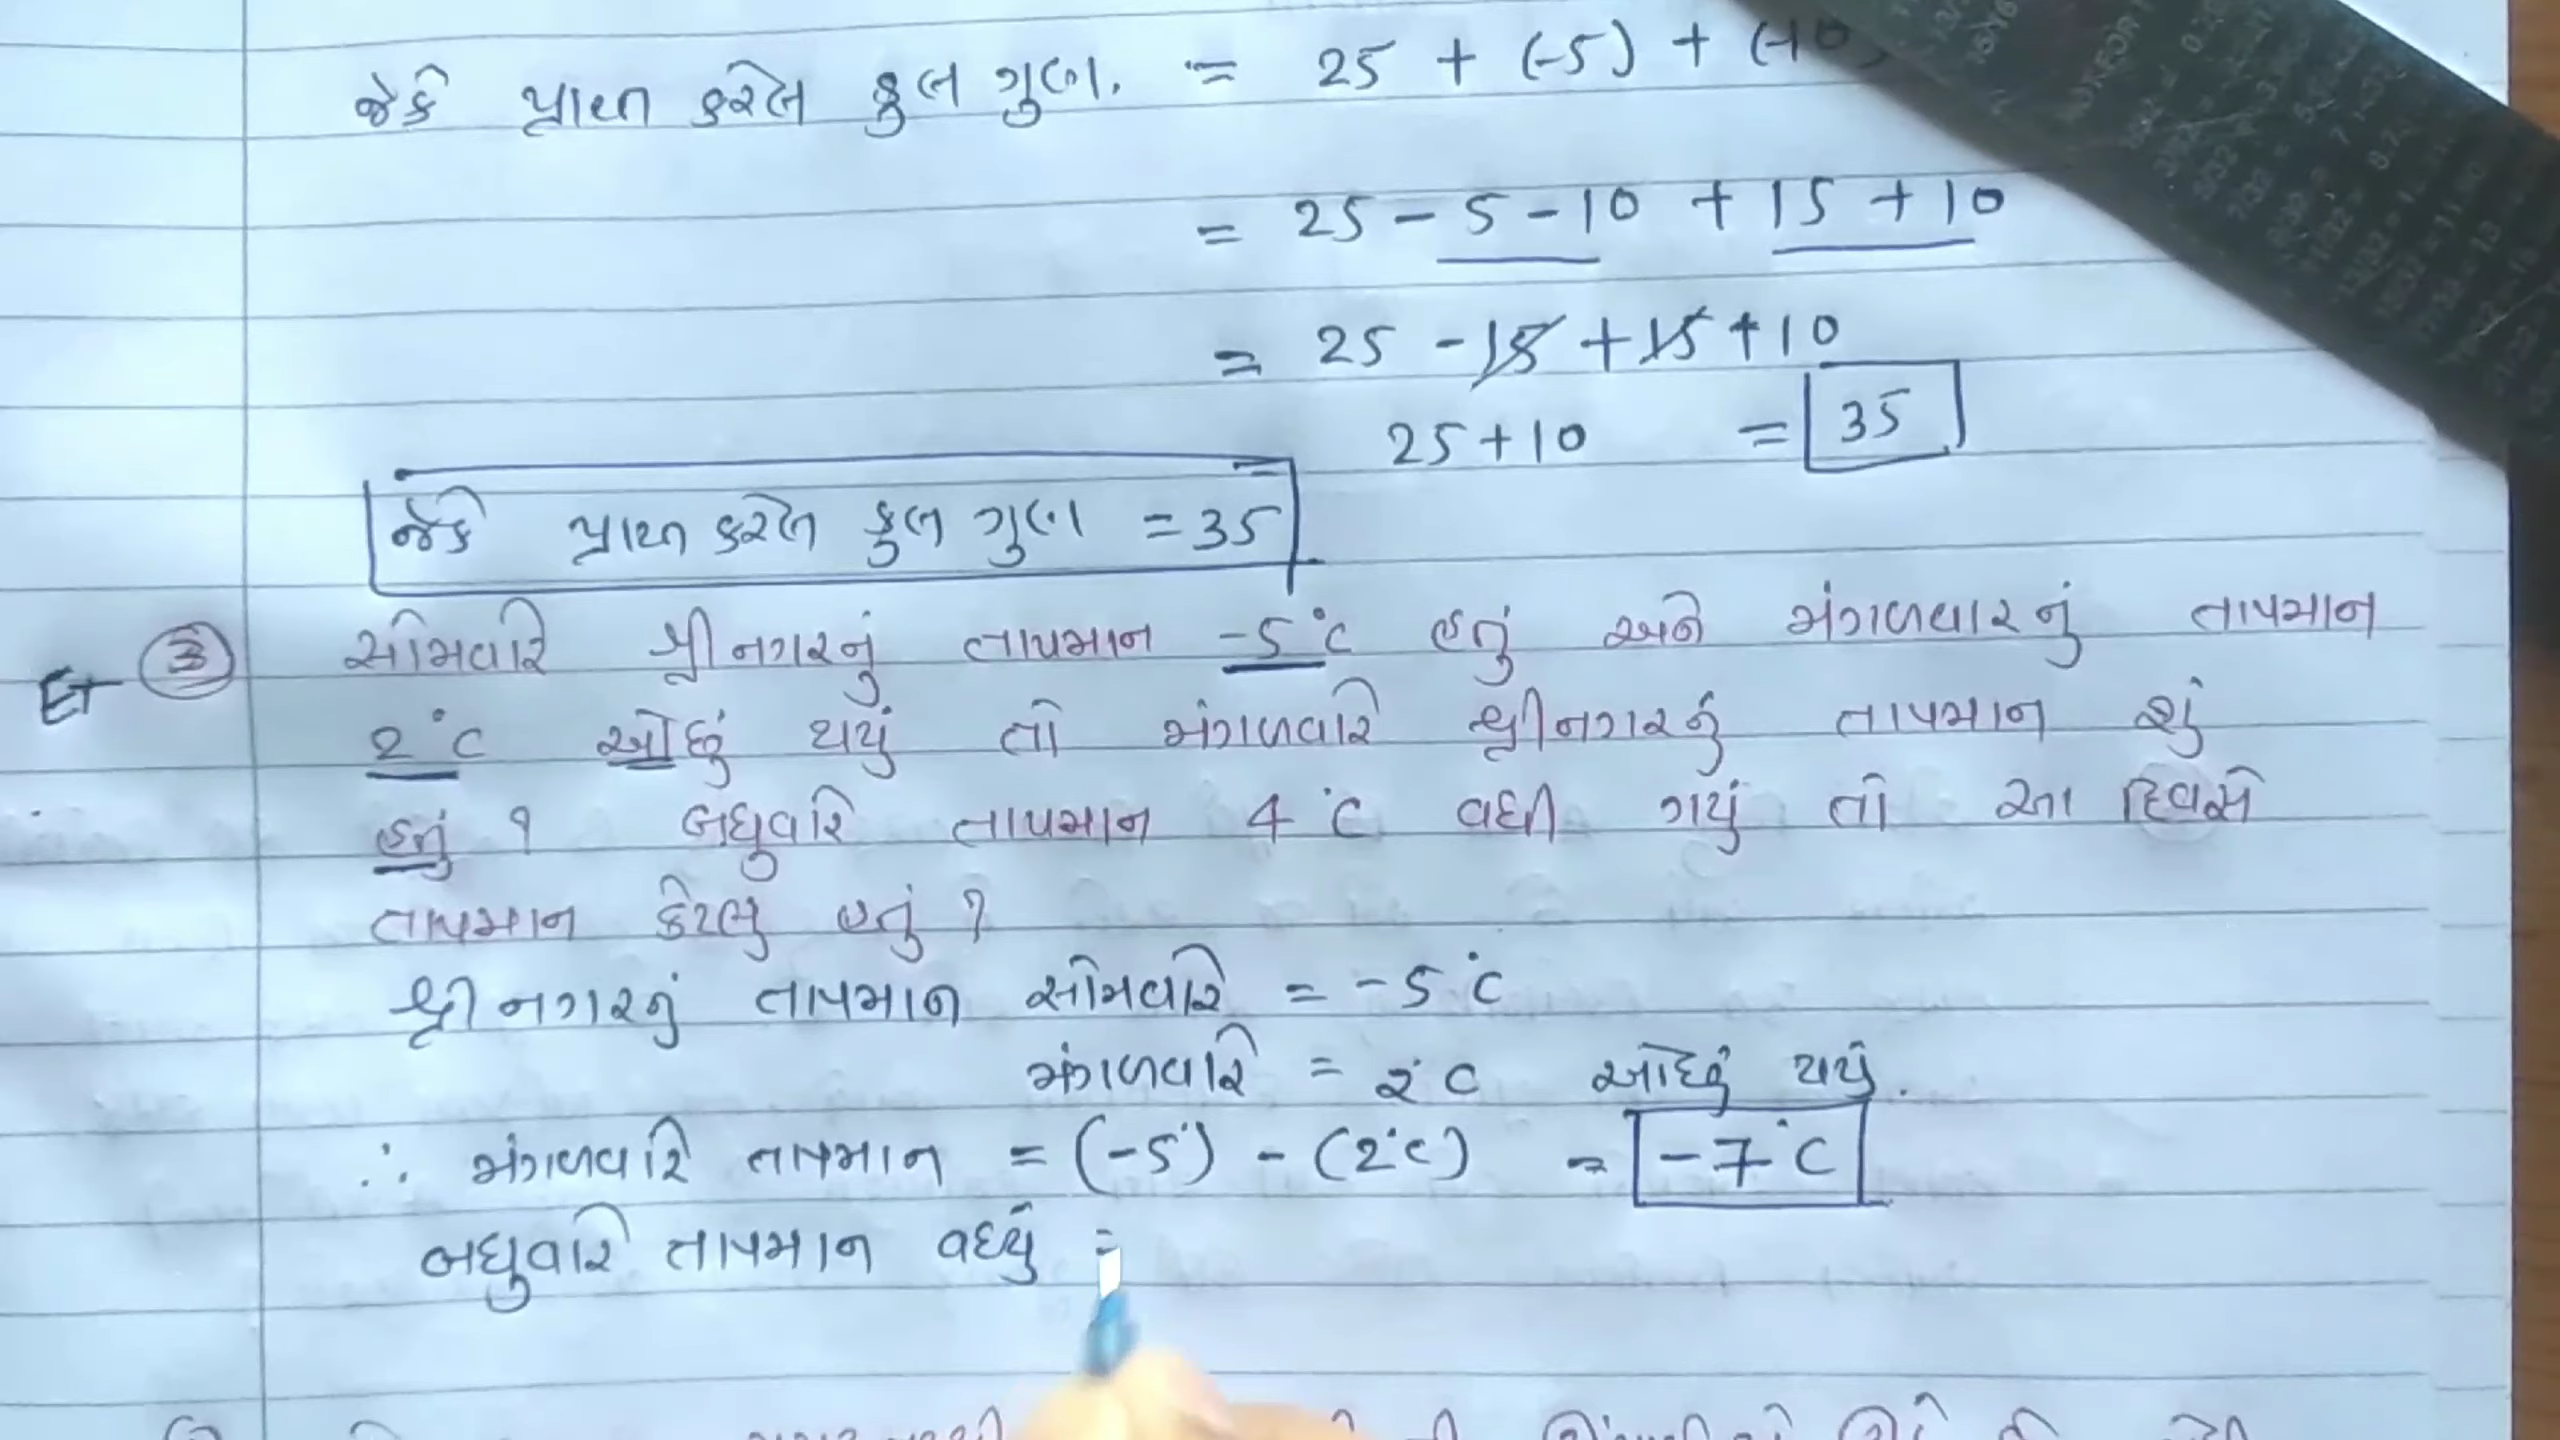 જેકે પ્રાપ્ત કરેલ કુલ ગુણ. = 25 + (-5) + (-10
= 25 - 5 - 10 + 15 + 10
= 25 - 15 + 15 + 10
25 + 10 = 35
જેકે પ્રાપ્ત કરેલ કુલ ગુણ = 35
3 સોમવારે શ્રીનગરનું તાપમાન -5°C હતું અને મંગળવારનું તાપમાન
2°C ઓછું થયું તો મંગળવારે શ્રીનગરનું તાપમાન શું
હતું ? બધુવારે તાપમાન 4°C વધી ગયું તો આ દિવસે
તાપમાન કેટલુ હતું ?
શ્રીનગરનું તાપમાન સોમવારે = -5°C
મંગળવારે = 2°C ઓછું થયું.
∴ મંગળવારે તાપમાન = (-5°) - (2°C) = -7°C
બધુવારે તાપમાન વધ્યું =